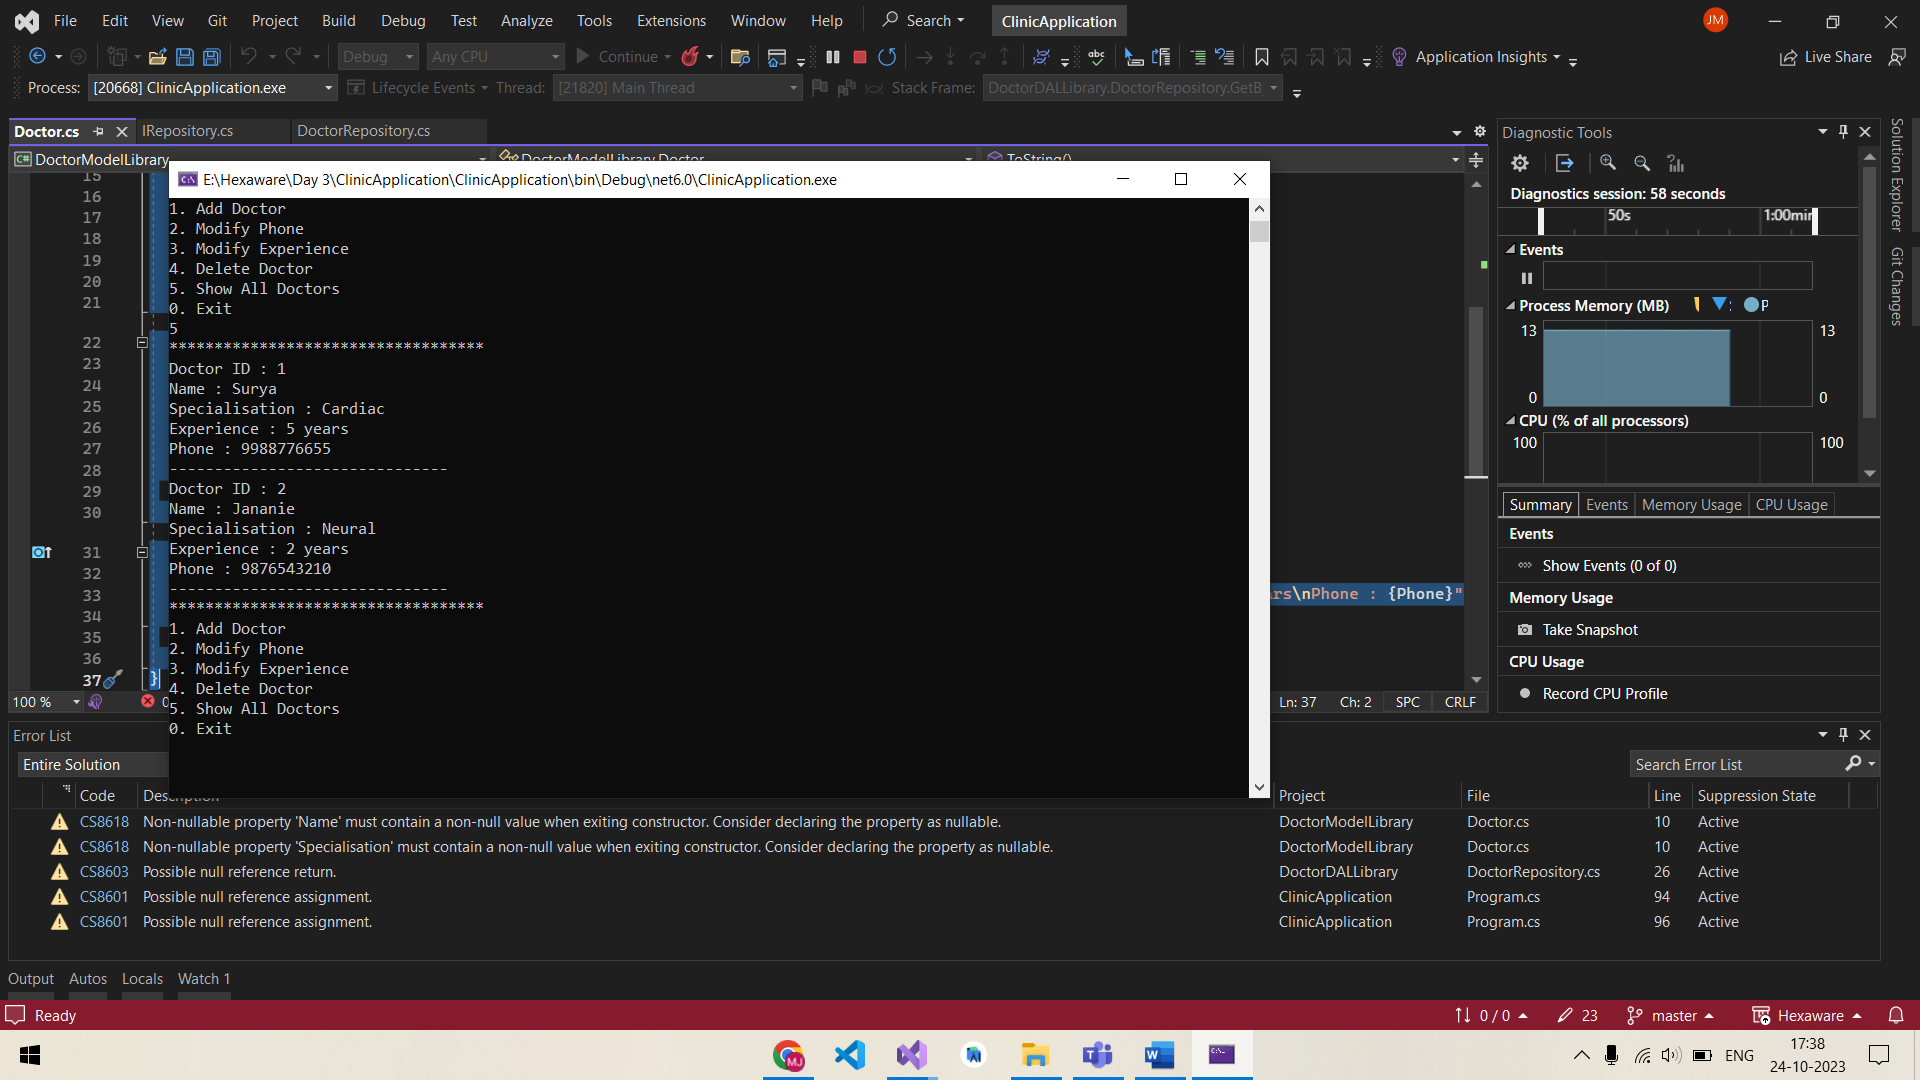 File Edit View Git Project Build Debug Test Analyze Tools Extensions Window Help Search ClinicApplication JM
Debug Any CPU Continue Application Insights Live Share
Process: [20668] ClinicApplication.exe Lifecycle Events Thread: [21820] Main Thread Stack Frame: DoctorDALLibrary.DoctorRepository.GetB
Doctor.cs IRepository.cs DoctorRepository.cs
DoctorModelLibrary DoctorModelLibrary.Doctor ToString()
E:\Hexaware\Day 3\ClinicApplication\ClinicApplication\bin\Debug\net6.0\ClinicApplication.exe
15
16
17
18
19
20
21
22
23
24
25
26
27
28
29
30
31
32
33
34
35
36
37 }
1. Add Doctor
2. Modify Phone
3. Modify Experience
4. Delete Doctor
5. Show All Doctors
0. Exit
5
***********************************
Doctor ID : 1
Name : Surya
Specialisation : Cardiac
Experience : 5 years
Phone : 9988776655
-------------------------------
Doctor ID : 2
Name : Jananie
Specialisation : Neural
Experience : 2 years
Phone : 9876543210
-------------------------------
***********************************
1. Add Doctor
2. Modify Phone
3. Modify Experience
4. Delete Doctor
5. Show All Doctors
0. Exit
rs\nPhone : {Phone}"
100 % Ln: 37 Ch: 2 SPC CRLF
Diagnostic Tools
Diagnostics session: 58 seconds
50s 1:00min
Events
Process Memory (MB) P
13 13
0 0
CPU (% of all processors)
100 100
Summary Events Memory Usage CPU Usage
Events
Show Events (0 of 0)
Memory Usage
Take Snapshot
CPU Usage
Record CPU Profile
Solution Explorer
Git Changes
Error List
Entire Solution Search Error List
Code Description Project File Line Suppression State
CS8618 Non-nullable property 'Name' must contain a non-null value when exiting constructor. Consider declaring the property as nullable. DoctorModelLibrary Doctor.cs 10 Active
CS8618 Non-nullable property 'Specialisation' must contain a non-null value when exiting constructor. Consider declaring the property as nullable. DoctorModelLibrary Doctor.cs 10 Active
CS8603 Possible null reference return. DoctorDALLibrary DoctorRepository.cs 26 Active
CS8601 Possible null reference assignment. ClinicApplication Program.cs 94 Active
CS8601 Possible null reference assignment. ClinicApplication Program.cs 96 Active
Output Autos Locals Watch 1
Ready 0 / 0 23 master Hexaware
ENG 17:38
24-10-2023